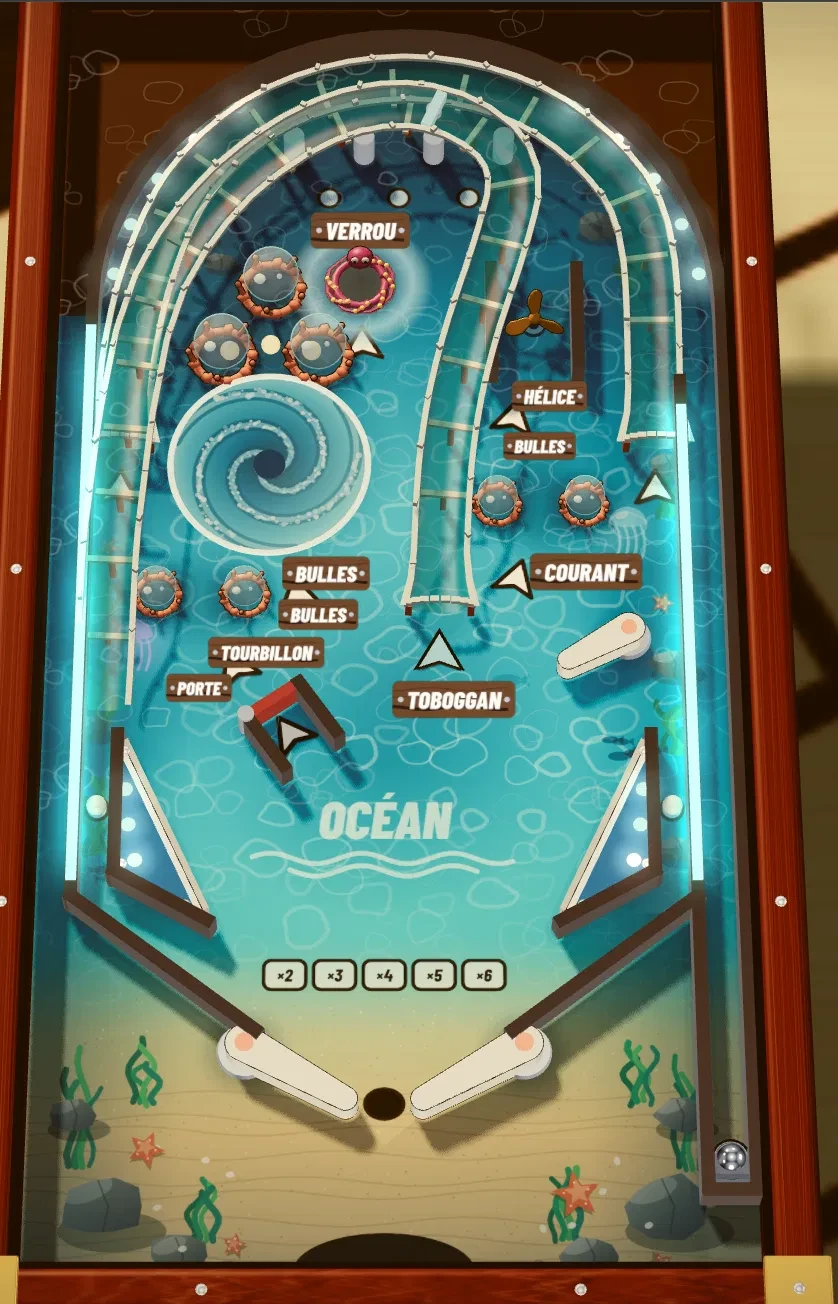 VERROU
HÉLICE
BULLES
BULLES
COURANT
BULLES
TOURBILLON
PORTE
TOBOGGAN
OCÉAN
×2 ×3 ×4 ×5 ×6